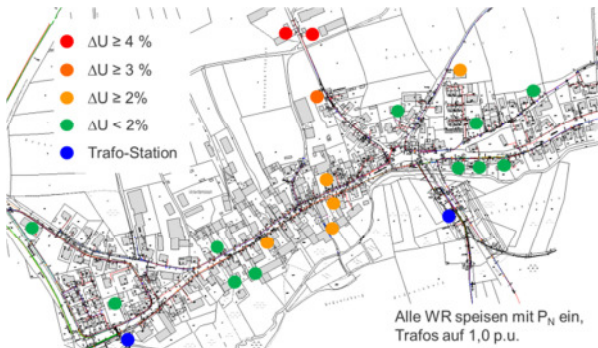 ΔU ≥ 4 %
ΔU ≥ 3 %
ΔU ≥ 2%
ΔU < 2%
Trafo-Station
Alle WR speisen mit P_N ein,
Trafos auf 1,0 p.u.